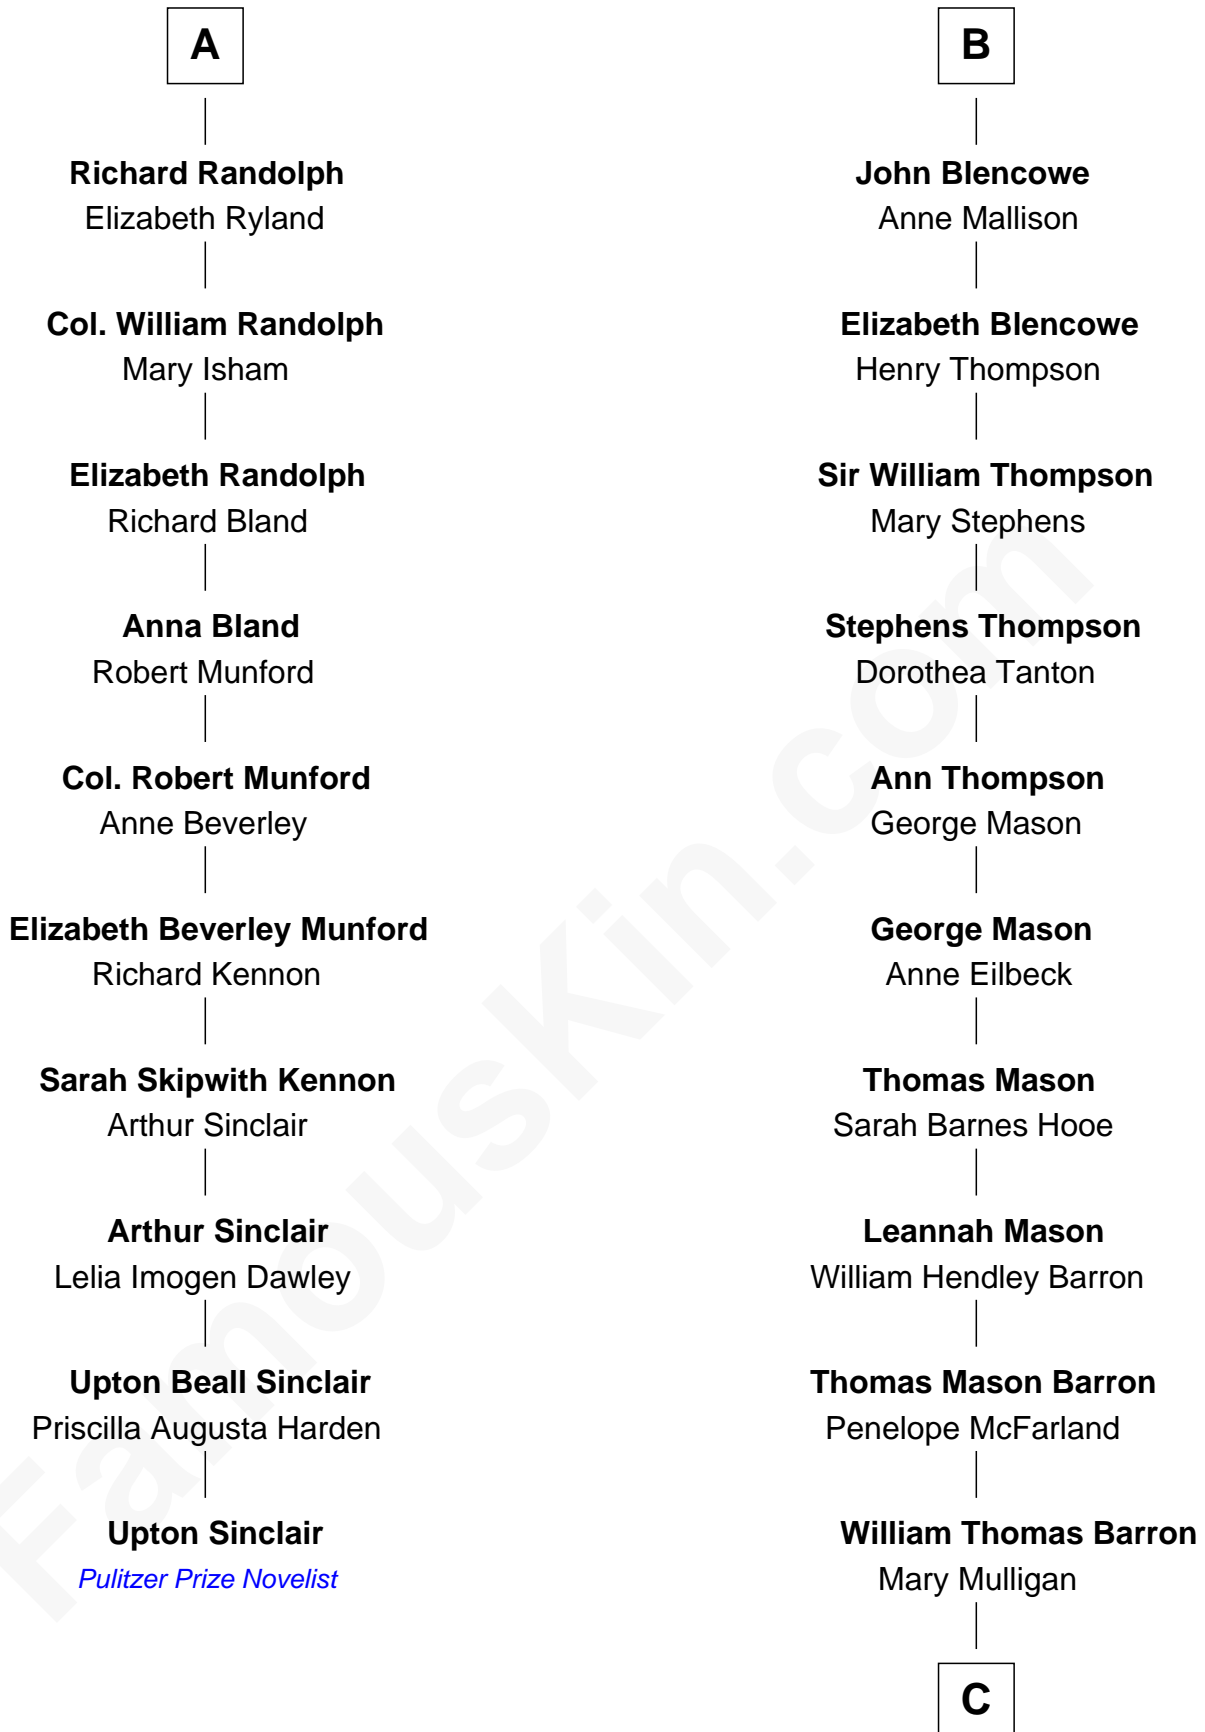 A
Richard Randolph
Elizabeth Ryland
Col. William Randolph
Mary Isham
Elizabeth Randolph
Richard Bland
Anna Bland
Robert Munford
Col. Robert Munford
Anne Beverley
Elizabeth Beverley Munford
Richard Kennon
Sarah Skipwith Kennon
Arthur Sinclair
Arthur Sinclair
Lelia Imogen Dawley
Upton Beall Sinclair
Priscilla Augusta Harden
Upton Sinclair
Pulitzer Prize Novelist
B
John Blencowe
Anne Mallison
Elizabeth Blencowe
Henry Thompson
Sir William Thompson
Mary Stephens
Stephens Thompson
Dorothea Tanton
Ann Thompson
George Mason
George Mason
Anne Eilbeck
Thomas Mason
Sarah Barnes Hooe
Leannah Mason
William Hendley Barron
Thomas Mason Barron
Penelope McFarland
William Thomas Barron
Mary Mulligan
C
FamousKin.com